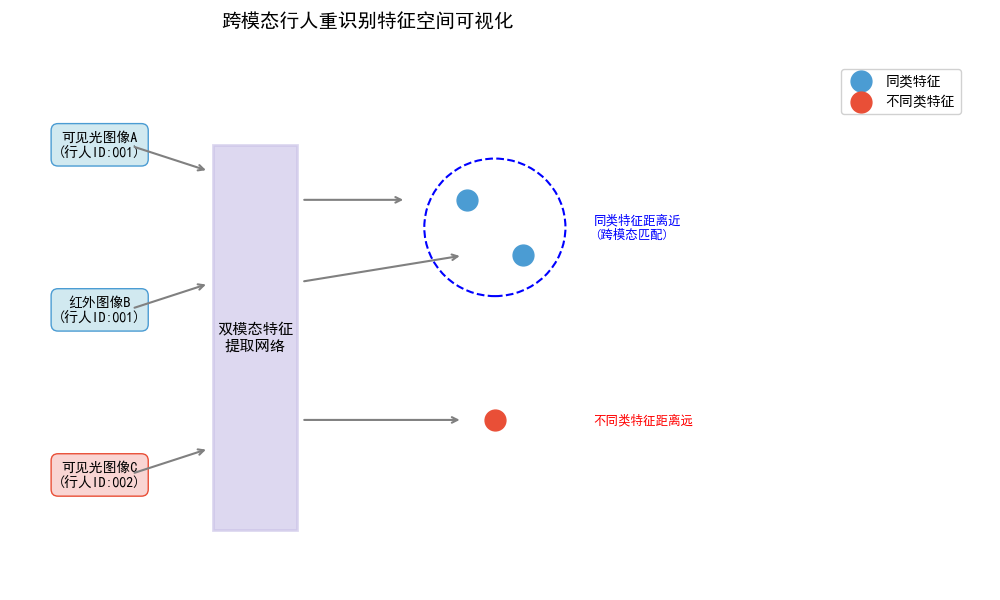 跨模态行人重识别特征空间可视化
同类特征
不同类特征
可见光图像A
(行人ID:001)
同类特征距离近
(跨模态匹配)
红外图像B
(行人ID:001)
双模态特征
提取网络
不同类特征距离远
可见光图像C
(行人ID:002)